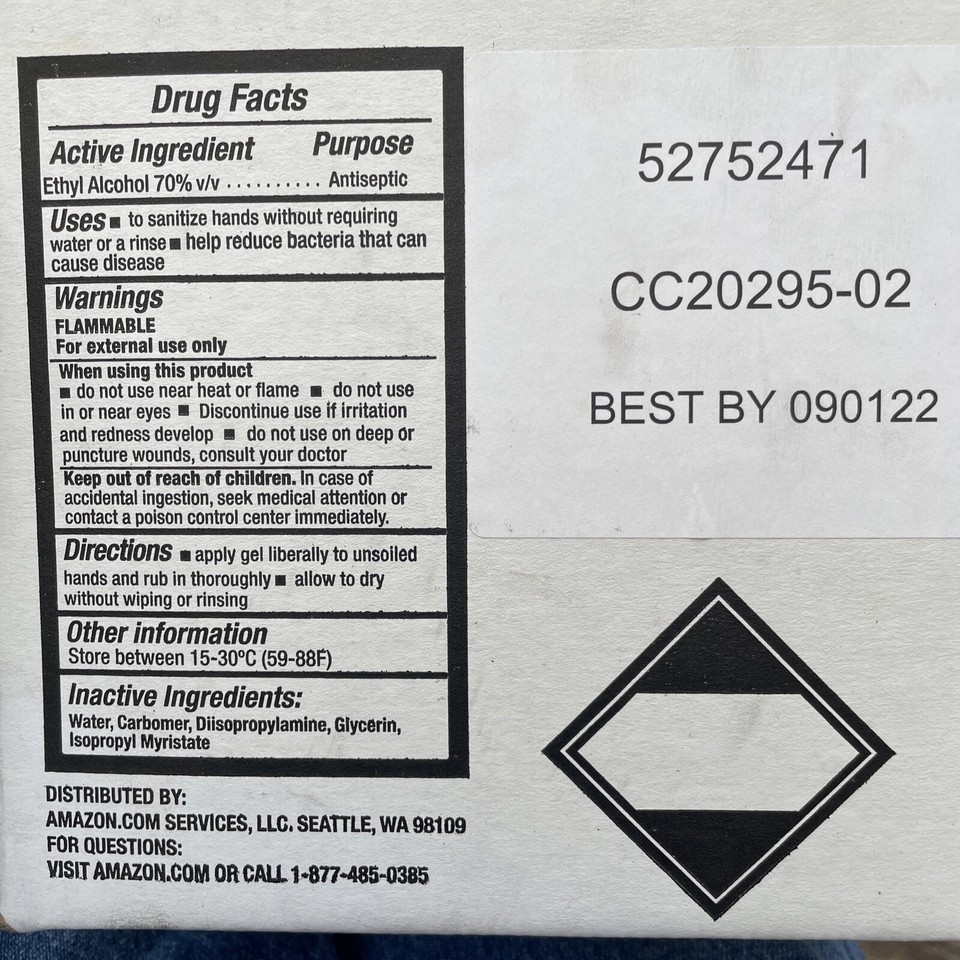 Drug Facts
Active Ingredient Purpose
Ethyl Alcohol 70% v/v .......... Antiseptic
Uses ■ to sanitize hands without requiring
water or a rinse ■ help reduce bacteria that can
cause disease
Warnings
FLAMMABLE
For external use only
When using this product
■ do not use near heat or flame ■ do not use
in or near eyes ■ Discontinue use if irritation
and redness develop ■ do not use on deep or
puncture wounds, consult your doctor
Keep out of reach of children. In case of
accidental ingestion, seek medical attention or
contact a poison control center immediately.
Directions ■ apply gel liberally to unsoiled
hands and rub in thoroughly ■ allow to dry
without wiping or rinsing
Other information
Store between 15-30ºC (59-88F)
Inactive Ingredients:
Water, Carbomer, Diisopropylamine, Glycerin,
Isopropyl Myristate
DISTRIBUTED BY:
AMAZON.COM SERVICES, LLC. SEATTLE, WA 98109
FOR QUESTIONS:
VISIT AMAZON.COM OR CALL 1-877-485-0385
52752471
CC20295-02
BEST BY 090122